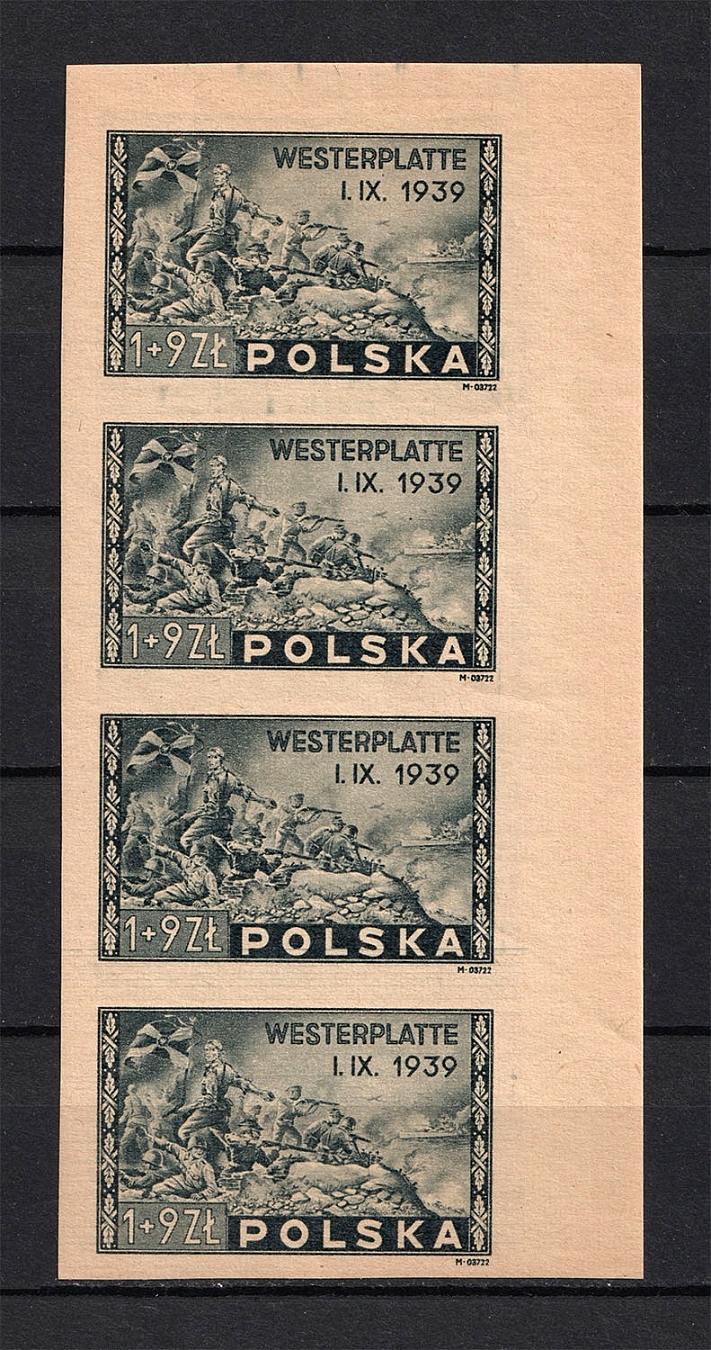 WESTERPLATTE
I. IX. 1939
1+9 ZŁ POLSKA
M-03722
WESTERPLATTE
I. IX. 1939
1+9 ZŁ POLSKA
M-03722
WESTERPLATTE
I. IX. 1939
1+9 ZŁ POLSKA
M-03722
WESTERPLATTE
I. IX. 1939
1+9 ZŁ POLSKA
M-03722